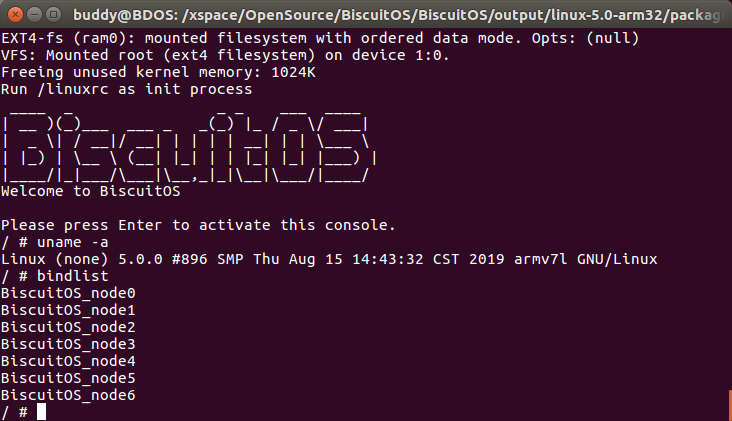 buddy@BDOS: /xspace/OpenSource/BiscuitOS/BiscuitOS/output/linux-5.0-arm32/package
EXT4-fs (ram0): mounted filesystem with ordered data mode. Opts: (null)
VFS: Mounted root (ext4 filesystem) on device 1:0.
Freeing unused kernel memory: 1024K
Run /linuxrc as init process
BiscuitOS
Welcome to BiscuitOS
Please press Enter to activate this console.
/ # uname -a
Linux (none) 5.0.0 #896 SMP Thu Aug 15 14:43:32 CST 2019 armv7l GNU/Linux
/ # bindlist
BiscuitOS_node0
BiscuitOS_node1
BiscuitOS_node2
BiscuitOS_node3
BiscuitOS_node4
BiscuitOS_node5
BiscuitOS_node6
/ #